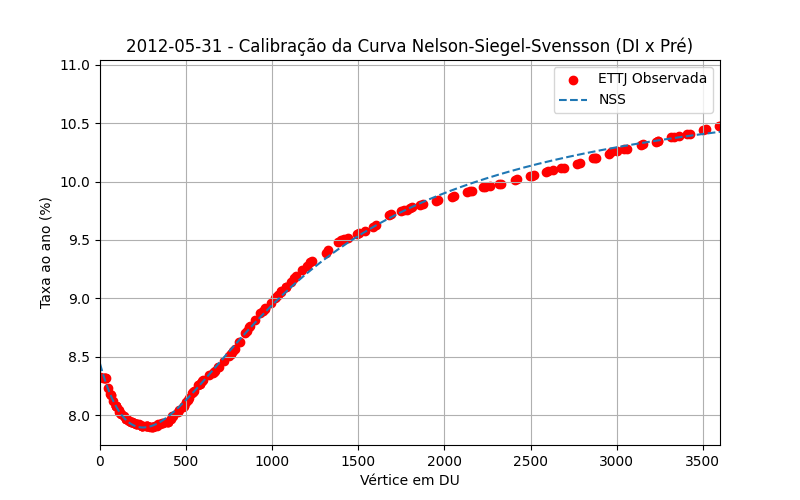 2012-05-31 - Calibração da Curva Nelson-Siegel-Svensson (DI x Pré)
ETTJ Observada
NSS
Taxa ao ano (%)
11.0
10.5
10.0
9.5
9.0
8.5
8.0
0 500 1000 1500 2000 2500 3000 3500
Vértice em DU